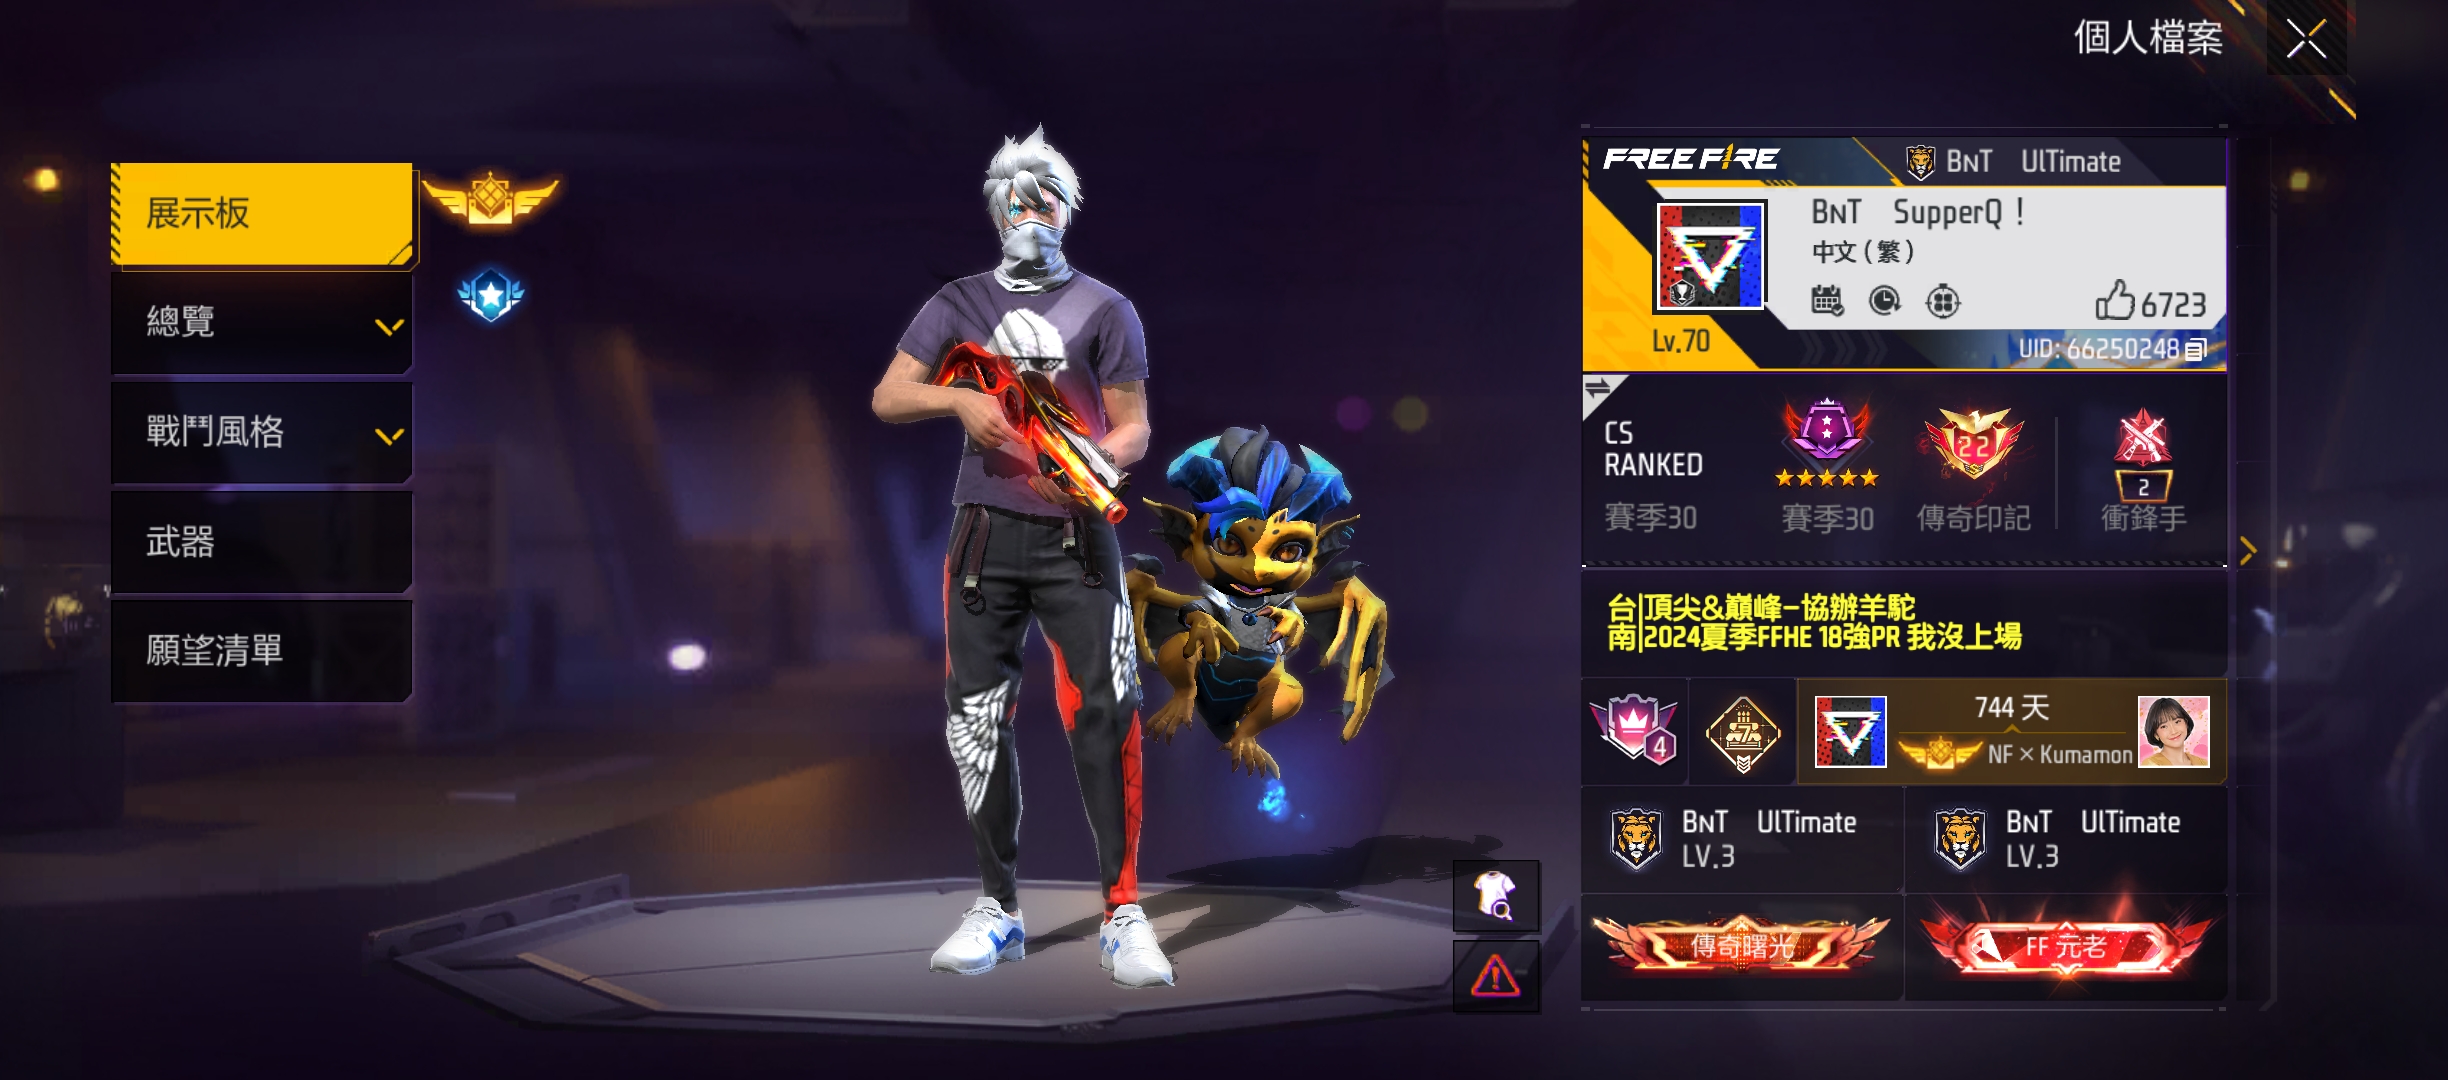 個人檔案
展示板
總覽
戰鬥風格
武器
願望清單
FREE FIRE
BNT UlTimate
BNT SupperQ！
中文（繁）
6723
Lv.70
UID: 66250248
CS
RANKED
賽季30
賽季30
22
傳奇印記
2
衝鋒手
台|頂尖&巔峰-協辦羊駝
南|2024夏季FFHE 18強PR 我沒上場
4
7
744 天
NF × Kumamon
BNT UlTimate
LV.3
BNT UlTimate
LV.3
傳奇曙光
FF 元老